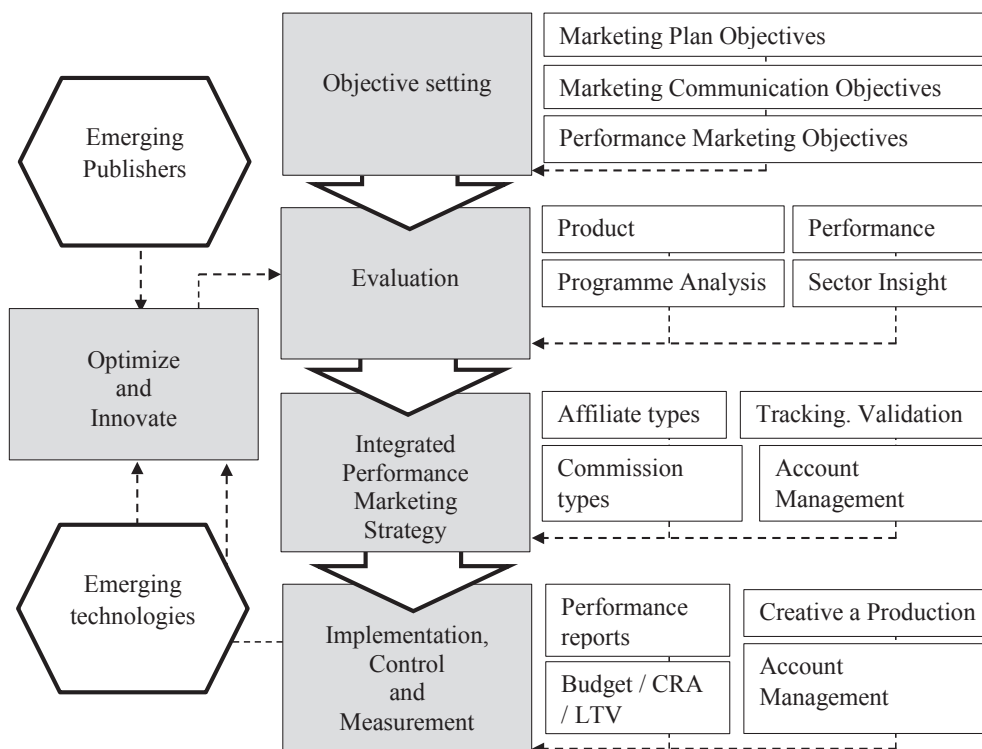 Objective setting
Marketing Plan Objectives
Marketing Communication Objectives
Performance Marketing Objectives
Emerging
Publishers
Evaluation
Product
Performance
Programme Analysis
Sector Insight
Optimize
and
Innovate
Integrated
Performance
Marketing
Strategy
Affiliate types
Tracking. Validation
Commission
types
Account
Management
Emerging
technologies
Implementation,
Control
and
Measurement
Performance
reports
Creative a Production
Budget / CRA
/ LTV
Account
Management